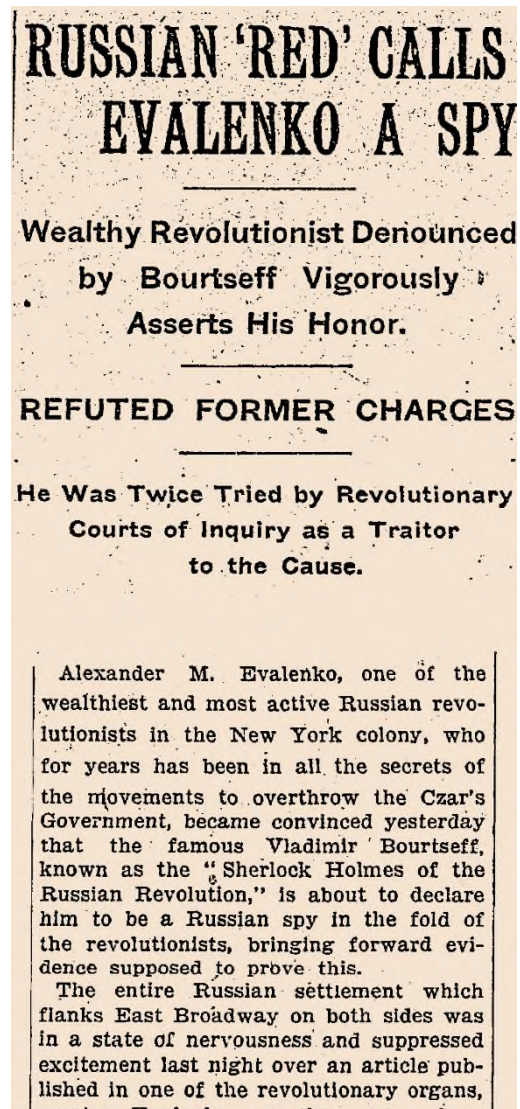 RUSSIAN 'RED' CALLS
EVALENKO A SPY
Wealthy Revolutionist Denounced
by Bourtseff Vigorously
Asserts His Honor.
REFUTED FORMER CHARGES
He Was Twice Tried by Revolutionary
Courts of Inquiry as a Traitor
to the Cause.
Alexander M. Evalenko, one of the
wealthiest and most active Russian revo-
lutionists in the New York colony, who
for years has been in all the secrets of
the movements to overthrow the Czar's
Government, became convinced yesterday
that the famous Vladimir Bourtseff,
known as the "Sherlock Holmes of the
Russian Revolution," is about to declare
him to be a Russian spy in the fold of
the revolutionists, bringing forward evi-
dence supposed to prove this.
The entire Russian settlement which
flanks East Broadway on both sides was
in a state of nervousness and suppressed
excitement last night over an article pub-
lished in one of the revolutionary organs,